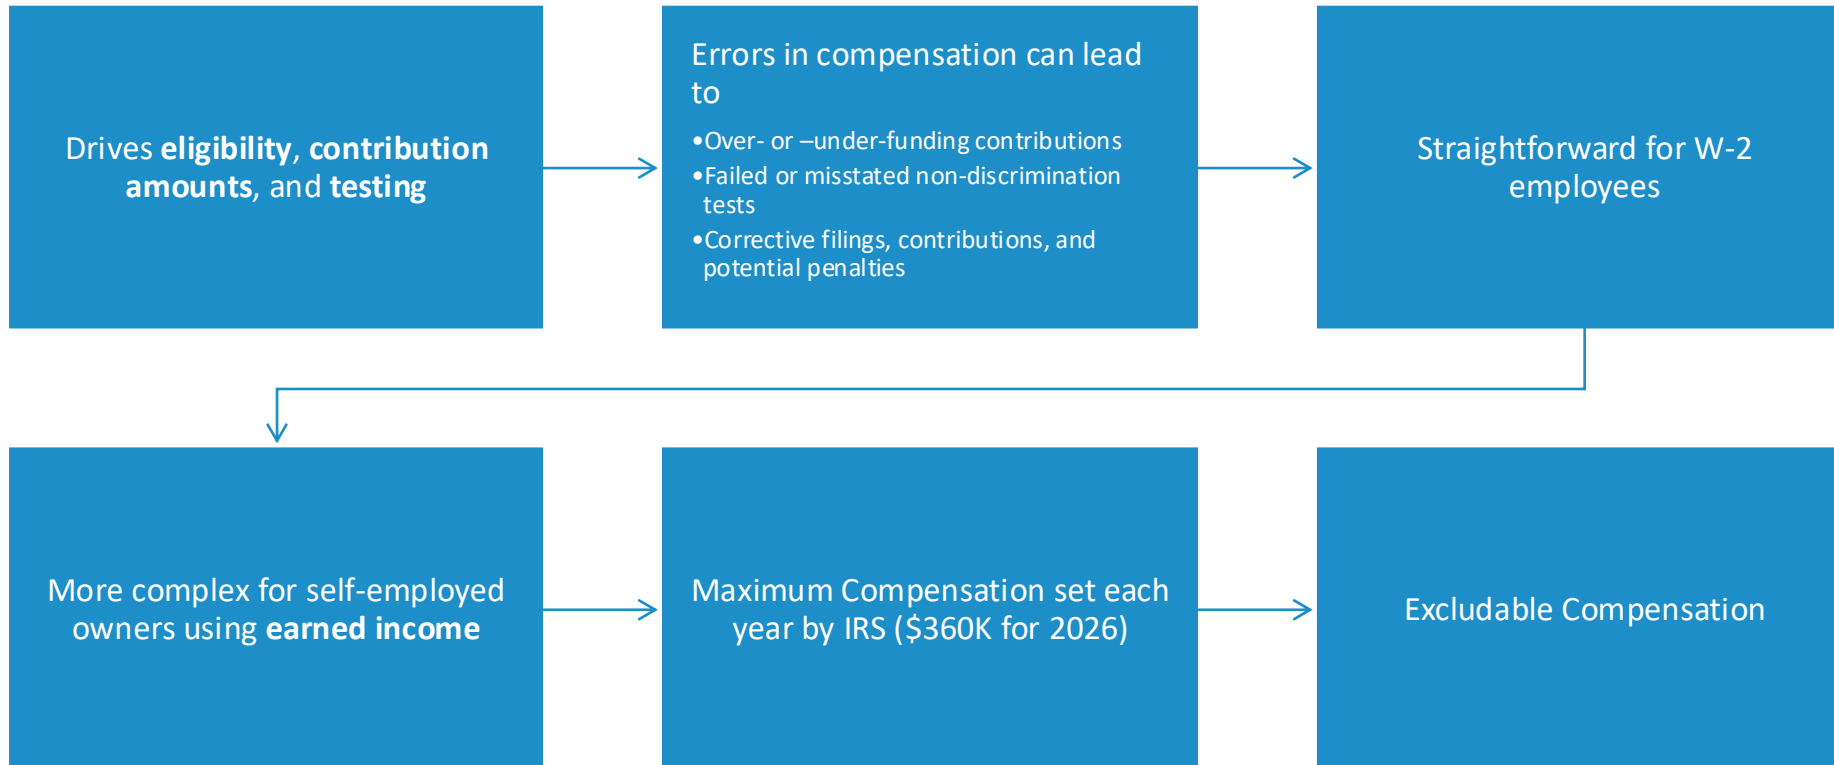 Drives eligibility, contribution
amounts, and testing
Errors in compensation can lead
to
•Over- or –under-funding contributions
•Failed or misstated non-discrimination
tests
•Corrective filings, contributions, and
potential penalties
Straightforward for W-2
employees
More complex for self-employed
owners using earned income
Maximum Compensation set each
year by IRS ($360K for 2026)
Excludable Compensation